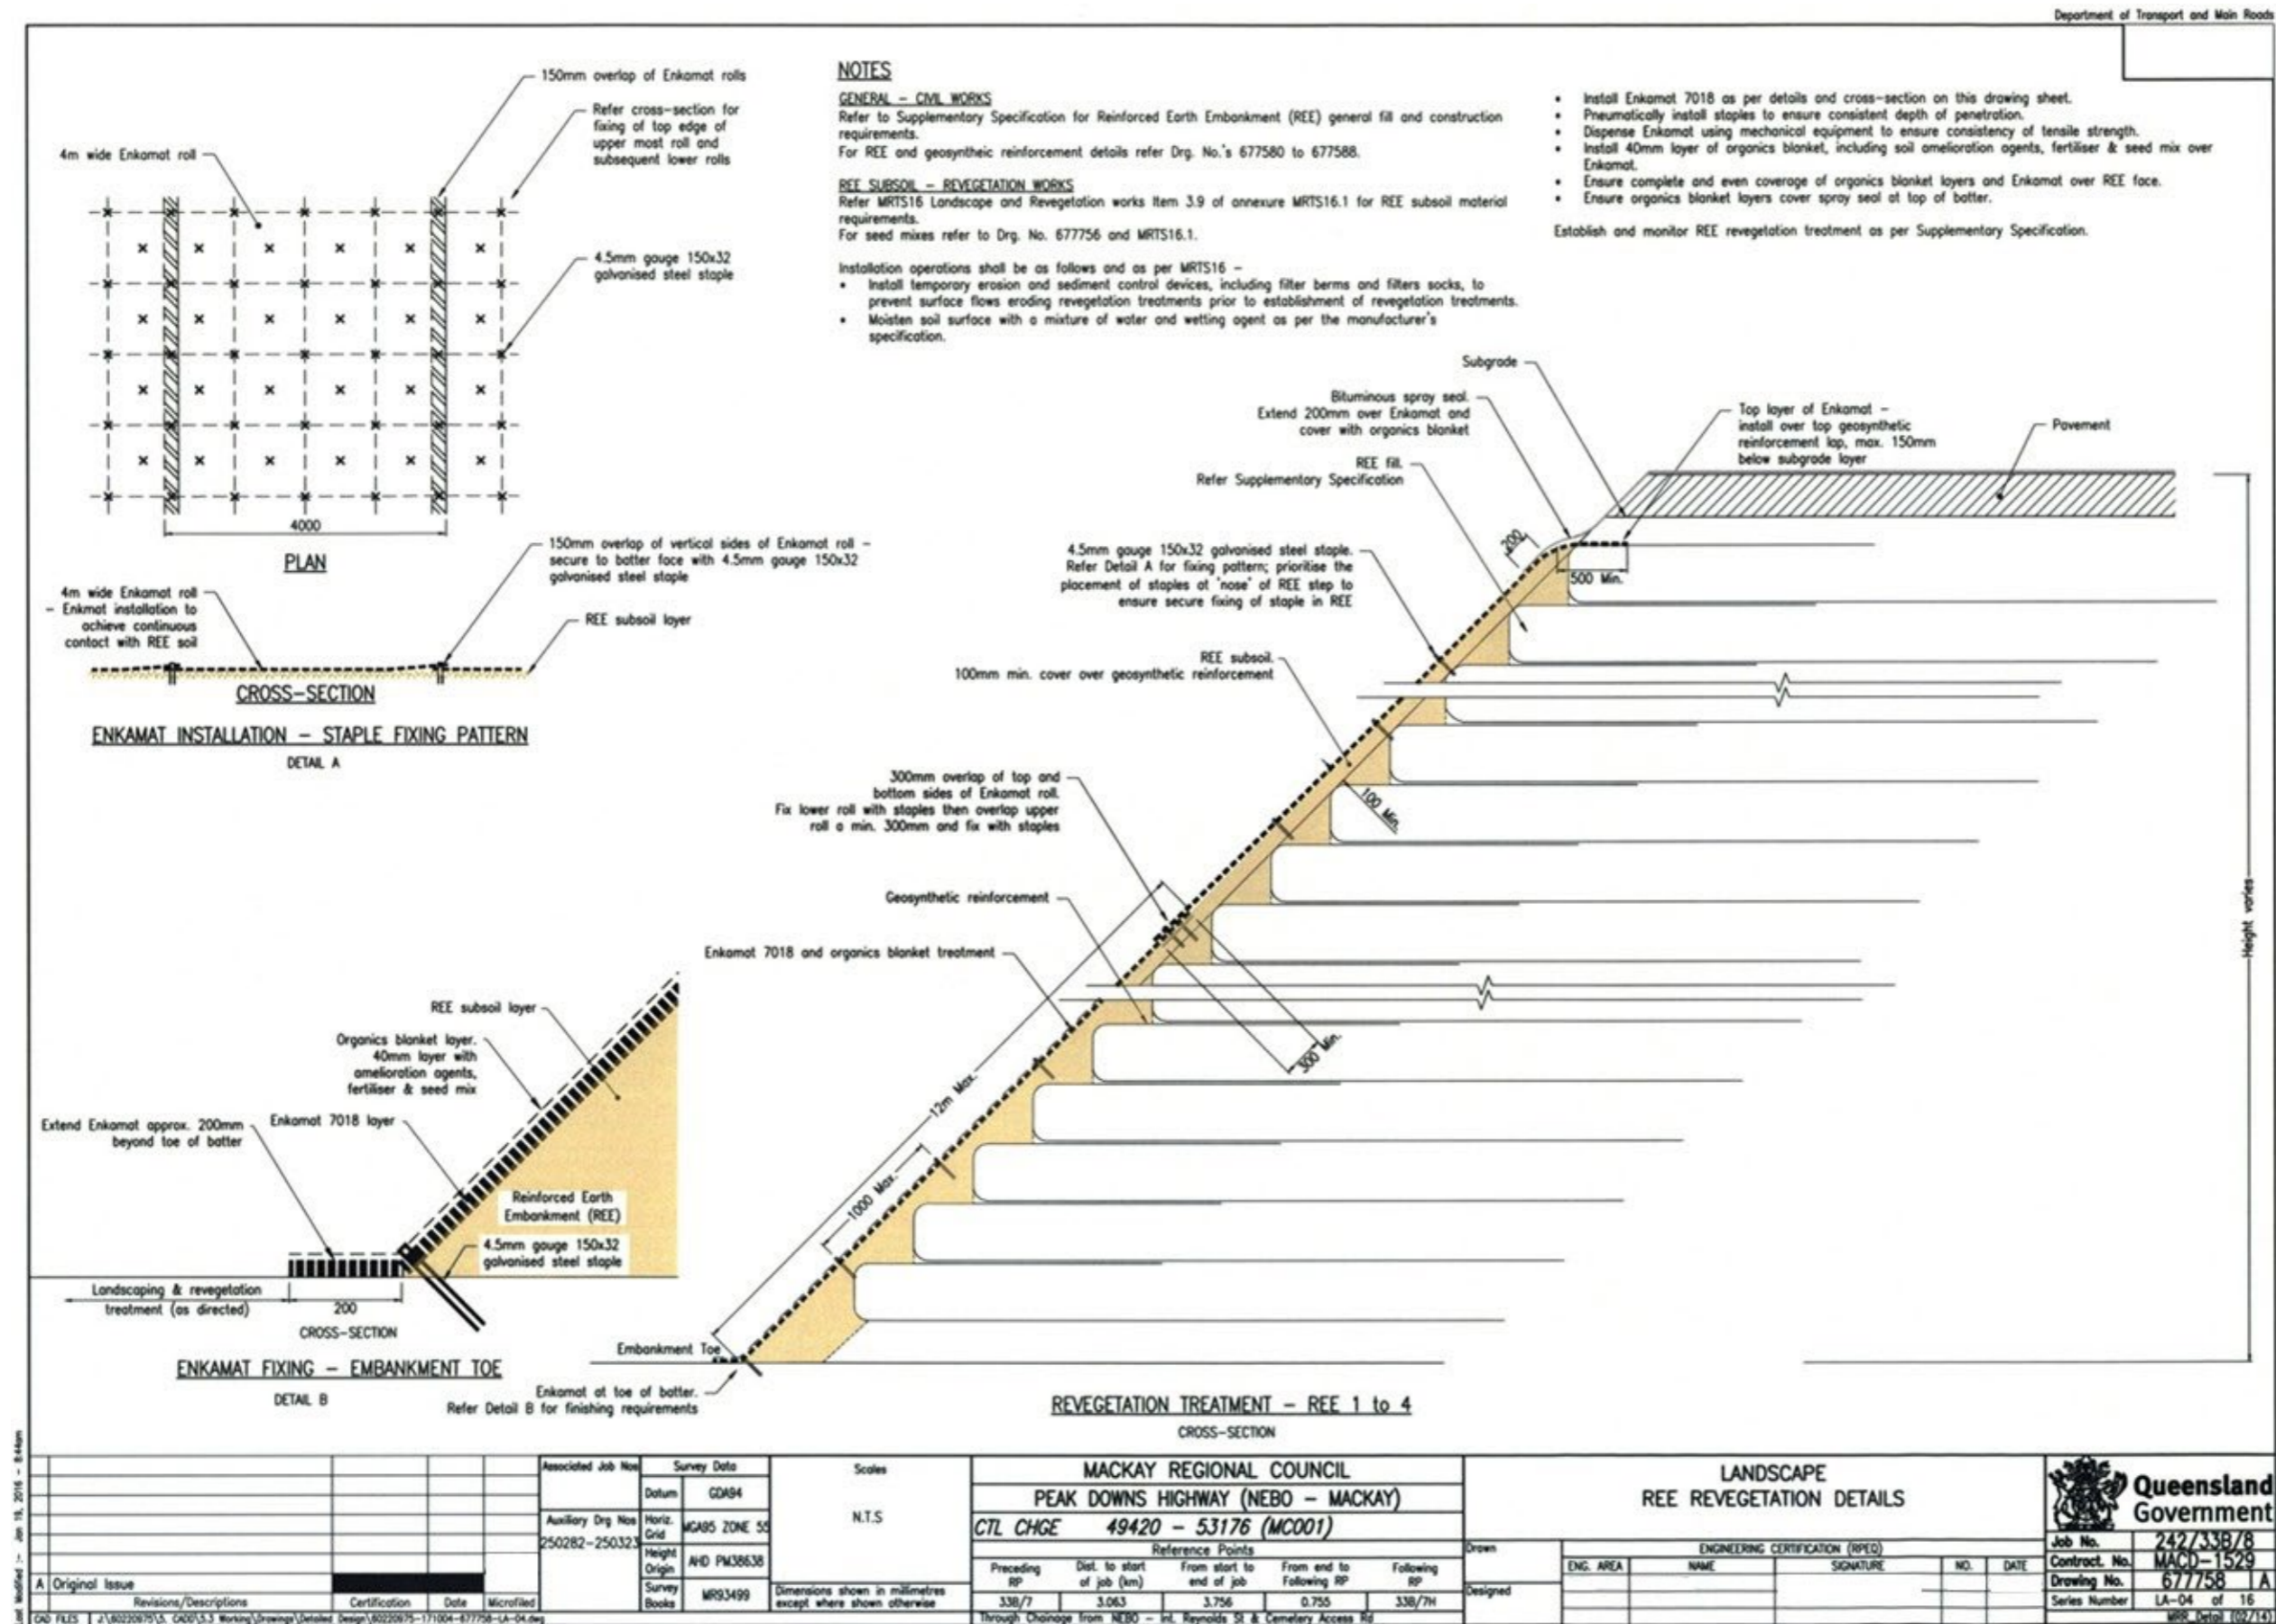 Department of Transport and Main Roads
150mm overlap of Enkamat rolls
Refer cross-section for
fixing of top edge of
upper most roll and
subsequent lower rolls
4m wide Enkamat roll
4.5mm gauge 150x32
galvanised steel staple
4000
PLAN
150mm overlap of vertical sides of Enkamat roll -
secure to batter face with 4.5mm gauge 150x32
galvanised steel staple
4m wide Enkamat roll
- Enkmat installation to
achieve continuous
contact with REE soil
REE subsoil layer
CROSS-SECTION
ENKAMAT INSTALLATION - STAPLE FIXING PATTERN
DETAIL A
NOTES
GENERAL - CIVIL WORKS
Refer to Supplementary Specification for Reinforced Earth Embankment (REE) general fill and construction
requirements.
For REE and geosyntheic reinforcement details refer Drg. No.'s 677580 to 677588.
REE SUBSOIL - REVEGETATION WORKS
Refer MRTS16 Landscape and Revegetation works Item 3.9 of annexure MRTS16.1 for REE subsoil material
requirements.
For seed mixes refer to Drg. No. 677756 and MRTS16.1.
Installation operations shall be as follows and as per MRTS16 -
• Install temporary erosion and sediment control devices, including filter berms and filters socks, to
prevent surface flows eroding revegetation treatments prior to establishment of revegetation treatments.
• Moisten soil surface with a mixture of water and wetting agent as per the manufacturer's
specification.
• Install Enkamat 7018 as per details and cross-section on this drawing sheet.
• Pneumatically install staples to ensure consistent depth of penetration.
• Dispense Enkamat using mechanical equipment to ensure consistency of tensile strength.
• Install 40mm layer of organics blanket, including soil amelioration agents, fertiliser & seed mix over
Enkamat.
• Ensure complete and even coverage of organics blanket layers and Enkamat over REE face.
• Ensure organics blanket layers cover spray seal at top of batter.
Establish and monitor REE revegetation treatment as per Supplementary Specification.
Subgrade
Bituminous spray seal.
Extend 200mm over Enkamat and
cover with organics blanket
Top layer of Enkamat -
install over top geosynthetic
reinforcement lap, max. 150mm
below subgrade layer
Pavement
REE fill.
Refer Supplementary Specification
200
500 Min.
4.5mm gauge 150x32 galvanised steel staple.
Refer Detail A for fixing pattern; prioritise the
placement of staples at 'nose' of REE step to
ensure secure fixing of staple in REE
REE subsoil.
100mm min. cover over geosynthetic reinforcement
100 Min.
300mm overlap of top and
bottom sides of Enkamat roll.
Fix lower roll with staples then overlap upper
roll a min. 300mm and fix with staples
Geosynthetic reinforcement
Enkamat 7018 and organics blanket treatment
Height varies
300 Min.
12m Max.
1000 Max.
Embankment Toe
Enkamat at toe of batter.
Refer Detail B for finishing requirements
REVEGETATION TREATMENT - REE 1 to 4
CROSS-SECTION
REE subsoil layer
Organics blanket layer.
40mm layer with
amelioration agents,
fertiliser & seed mix
Extend Enkamat approx. 200mm
beyond toe of batter
Enkamat 7018 layer
Reinforced Earth
Embankment (REE)
4.5mm gauge 150x32
galvanised steel staple
Landscaping & revegetation
treatment (as directed)
200
CROSS-SECTION
ENKAMAT FIXING - EMBANKMENT TOE
DETAIL B
Last Modified :- Jan 19, 2016 - 8:44am
A Original Issue
Revisions/Descriptions Certification Date Microfilmed
CAD FILES J:\60220975\5. CADD\5.3 Working\Drawings\Detailed Design\60220975-171004-677758-LA-04.dwg
Associated Job Nos
Auxiliary Drg Nos
250282-250323
Survey Data
Datum GDA94
Horiz. Grid MGA95 ZONE 55
Height Origin AHD PM38638
Survey Books MR93499
Scales
N.T.S
Dimensions shown in millimetres
except where shown otherwise
MACKAY REGIONAL COUNCIL
PEAK DOWNS HIGHWAY (NEBO - MACKAY)
CTL CHGE 49420 - 53176 (MC001)
Reference Points
Preceding RP Dist. to start of job (km) From start to end of job From end to Following RP Following RP
33B/7 3.063 3.756 0.755 33B/7H
Through Chainage from NEBO - Int. Reynolds St & Cemetery Access Rd
LANDSCAPE
REE REVEGETATION DETAILS
Drawn
Designed
ENGINEERING CERTIFICATION (RPEQ)
ENG. AREA NAME SIGNATURE NO. DATE
Queensland
Government
Job No. 242/33B/8
Contract. No. MACD-1529
Drawing No. 677758 A
Series Number LA-04 of 16
MRR_Detail (02/14)